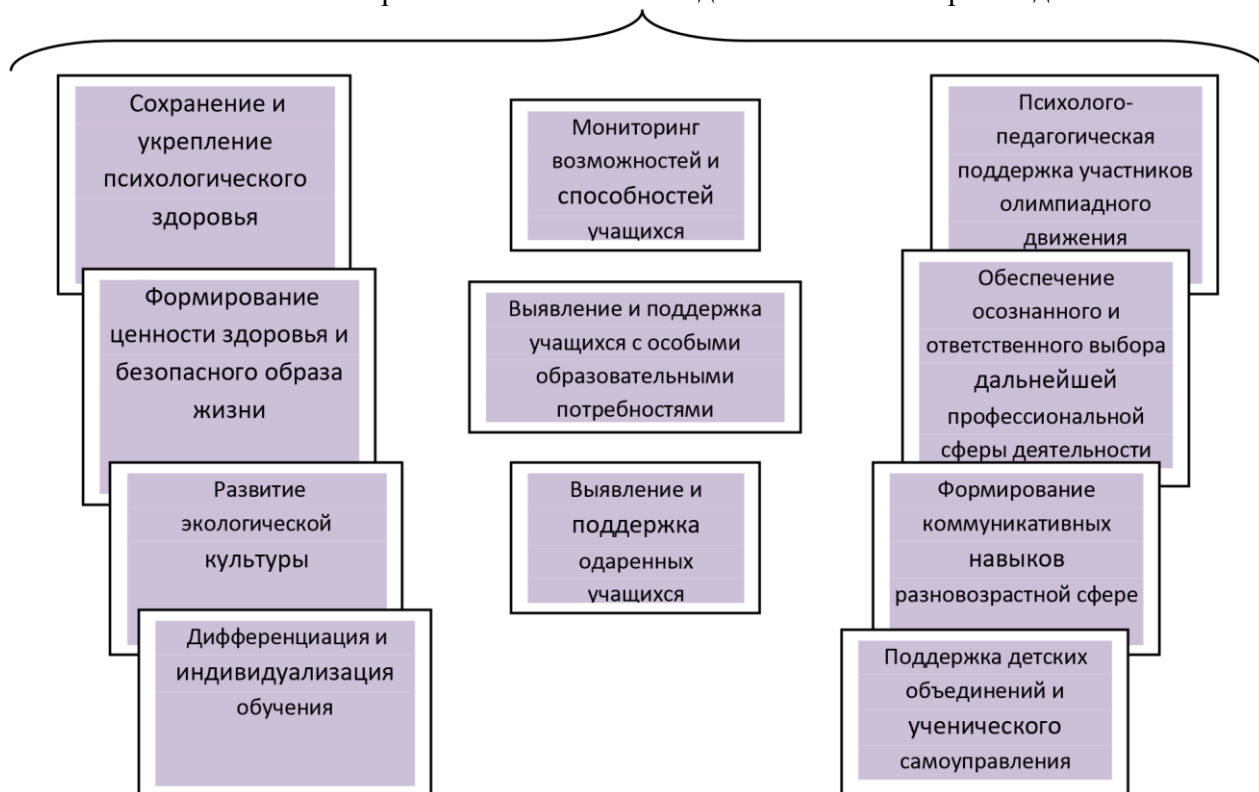 Сохранение и
укрепление
психологического
здоровья
Формирование
ценности здоровья и
безопасного образа
жизни
Развитие
экологической
культуры
Дифференциация и
индивидуализация
обучения
Мониторинг
возможностей и
способностей
учащихся
Выявление и поддержка
учащихся с особыми
образовательными
потребностями
Выявление и
поддержка
одаренных
учащихся
Психолого-
педагогическая
поддержка участников
олимпиадного
движения
Обеспечение
осознанного и
ответственного выбора
дальнейшей
профессиональной
сферы деятельности
Формирование
коммуникативных
навыков
разновозрастной сфере
Поддержка детских
объединений и
ученического
самоуправления